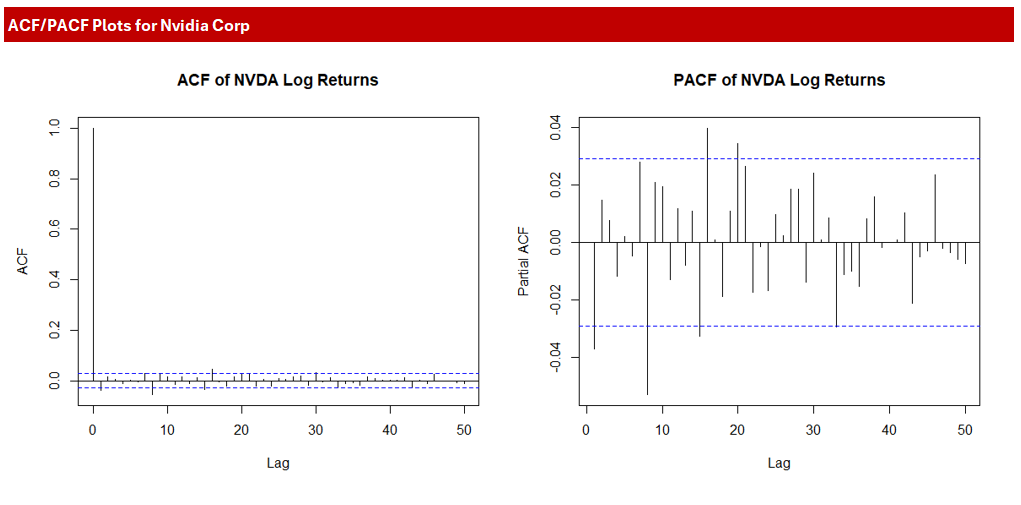 ACF/PACF Plots for Nvidia Corp
ACF of NVDA Log Returns
ACF
0.0 0.2 0.4 0.6 0.8 1.0
0 10 20 30 40 50
Lag
PACF of NVDA Log Returns
Partial ACF
-0.04 -0.02 0.00 0.02 0.04
0 10 20 30 40 50
Lag